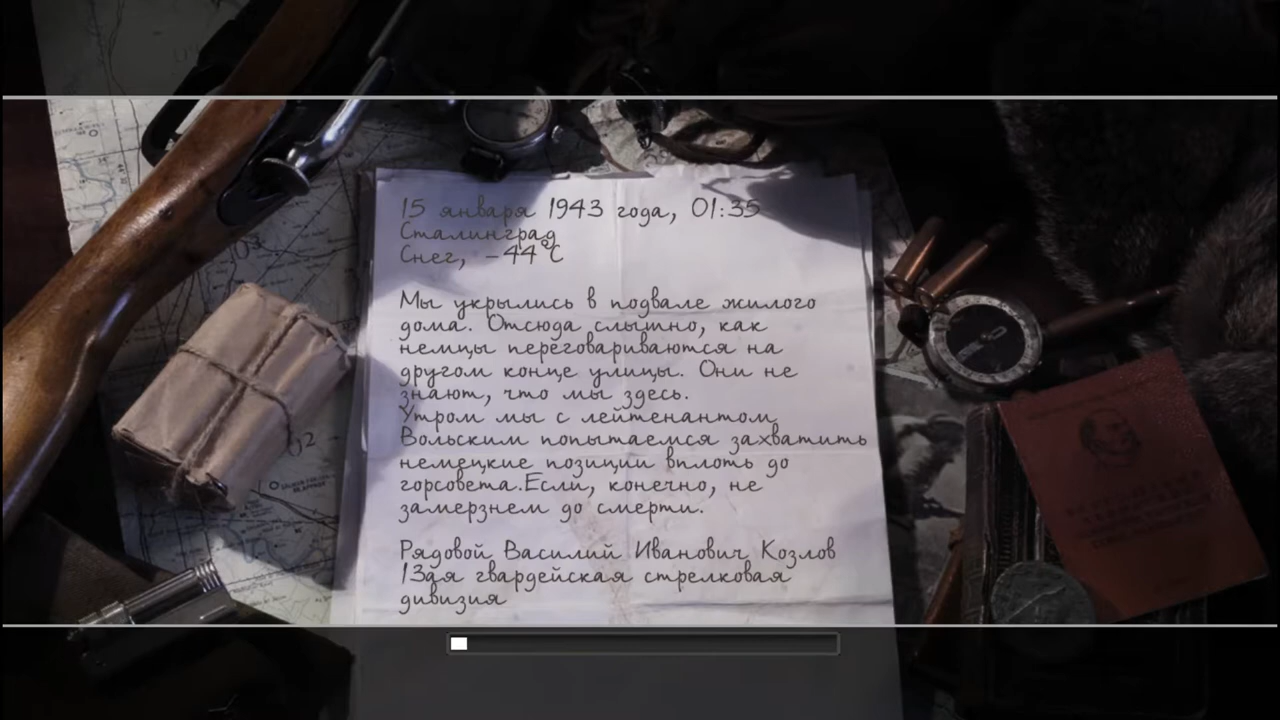 15 января 1943 года, 01:35
Сталинград
Снег, -44°C
Мы укрылись в подвале жилого
дома. Отсюда слышно, как
немцы переговариваются на
другом конце улицы. Они не
знают, что мы здесь.
Утром мы с лейтенантом
Вольским попытаемся захватить
немецкие позиции вплоть до
горсовета.Если, конечно, не
замерзнем до смерти.
Рядовой Василий Иванович Козлов
13ая гвардейская стрелковая
дивизия